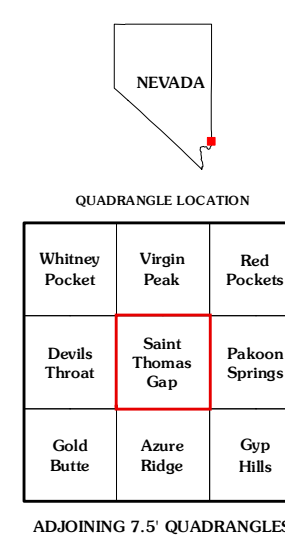 NEVADA
QUADRANGLE LOCATION
Whitney Pocket
Virgin Peak
Red Pockets
Devils Throat
Saint Thomas Gap
Pakoon Springs
Gold Butte
Azure Ridge
Gyp Hills
ADJOINING 7.5' QUADRANGLES